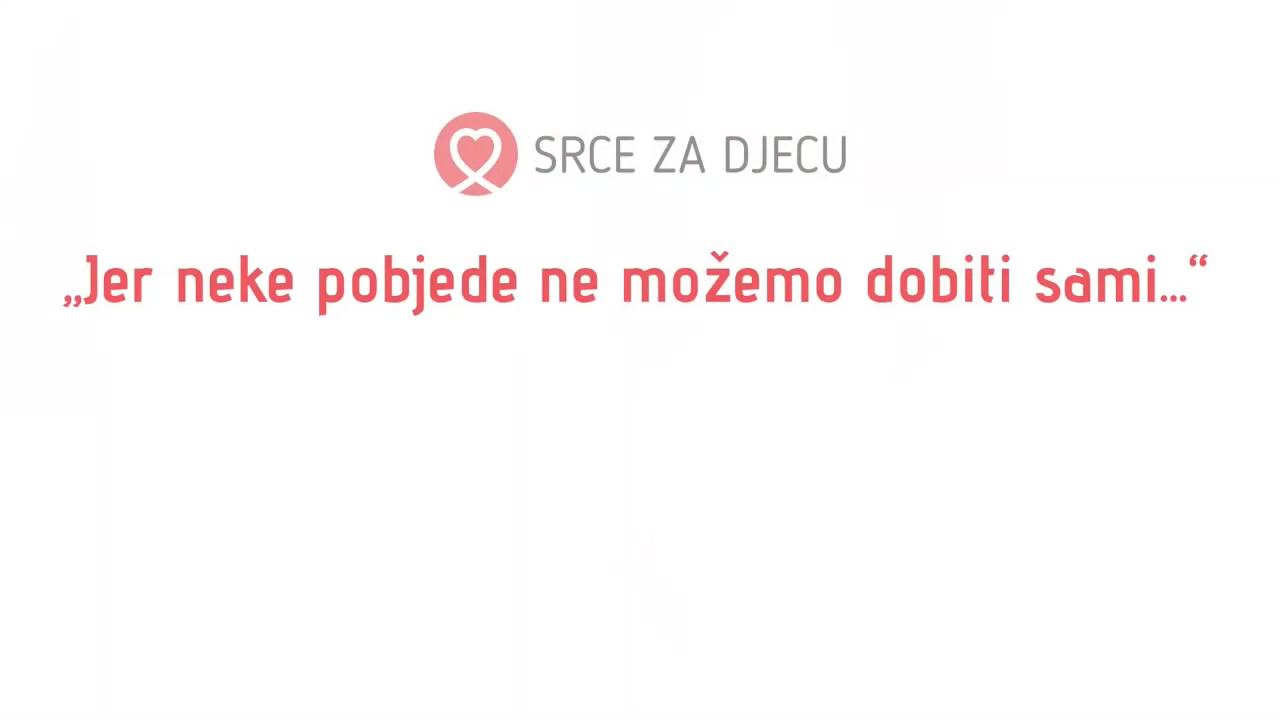 SRCE ZA DJECU
„Jer neke pobjede ne možemo dobiti sami...“